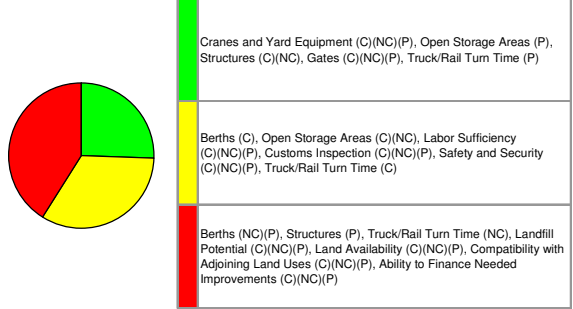 Cranes and Yard Equipment (C)(NC)(P), Open Storage Areas (P),
Structures (C)(NC), Gates (C)(NC)(P), Truck/Rail Turn Time (P)
Berths (C), Open Storage Areas (C)(NC), Labor Sufficiency
(C)(NC)(P), Customs Inspection (C)(NC)(P), Safety and Security
(C)(NC)(P), Truck/Rail Turn Time (C)
Berths (NC)(P), Structures (P), Truck/Rail Turn Time (NC), Landfill
Potential (C)(NC)(P), Land Availability (C)(NC)(P), Compatibility with
Adjoining Land Uses (C)(NC)(P), Ability to Finance Needed
Improvements (C)(NC)(P)